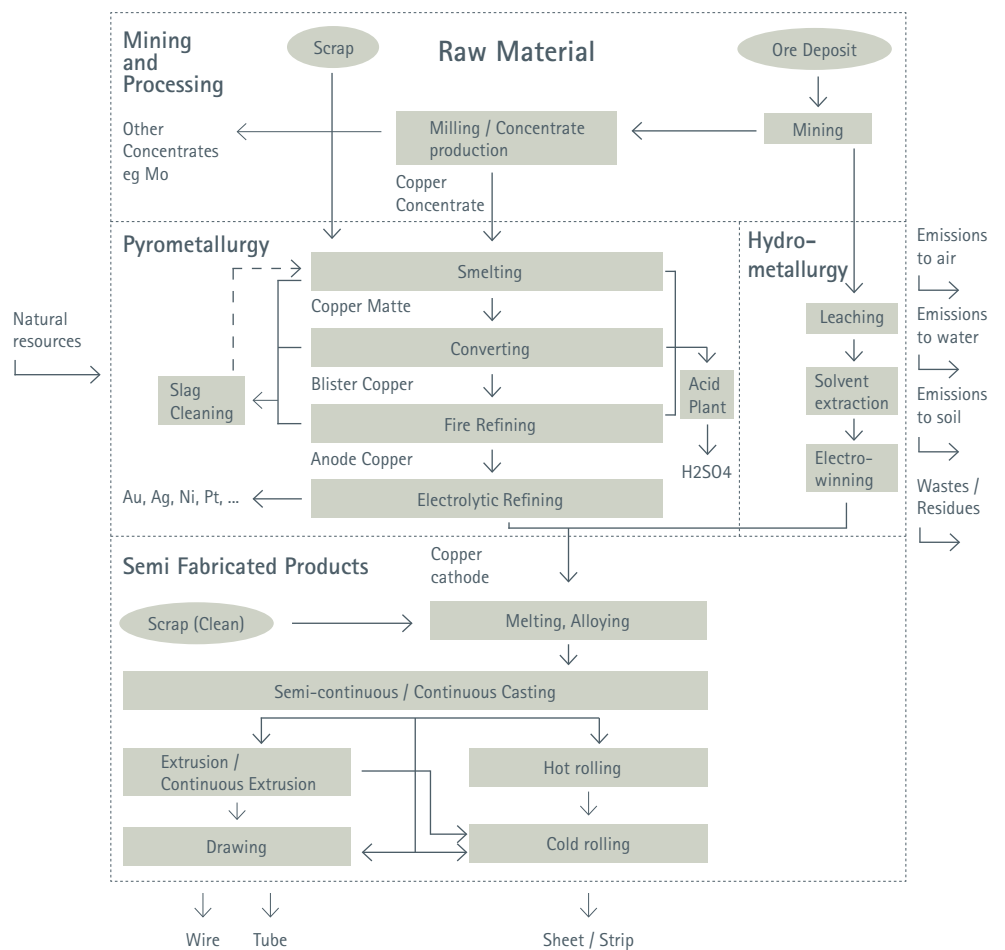 Mining
and
Processing
Scrap
Raw Material
Ore Deposit
Other
Concentrates
eg Mo
Milling / Concentrate
production
Mining
Copper
Concentrate
Pyrometallurgy
Hydro-
metallurgy
Smelting
Copper Matte
Converting
Blister Copper
Fire Refining
Anode Copper
Electrolytic Refining
Natural
resources
Slag
Cleaning
Acid
Plant
H2SO4
Au, Ag, Ni, Pt, ...
Leaching
Solvent
extraction
Electro-
winning
Emissions
to air
Emissions
to water
Emissions
to soil
Wastes /
Residues
Semi Fabricated Products
Copper
cathode
Scrap (Clean)
Melting, Alloying
Semi-continuous / Continuous Casting
Extrusion /
Continuous Extrusion
Hot rolling
Drawing
Cold rolling
Wire
Tube
Sheet / Strip